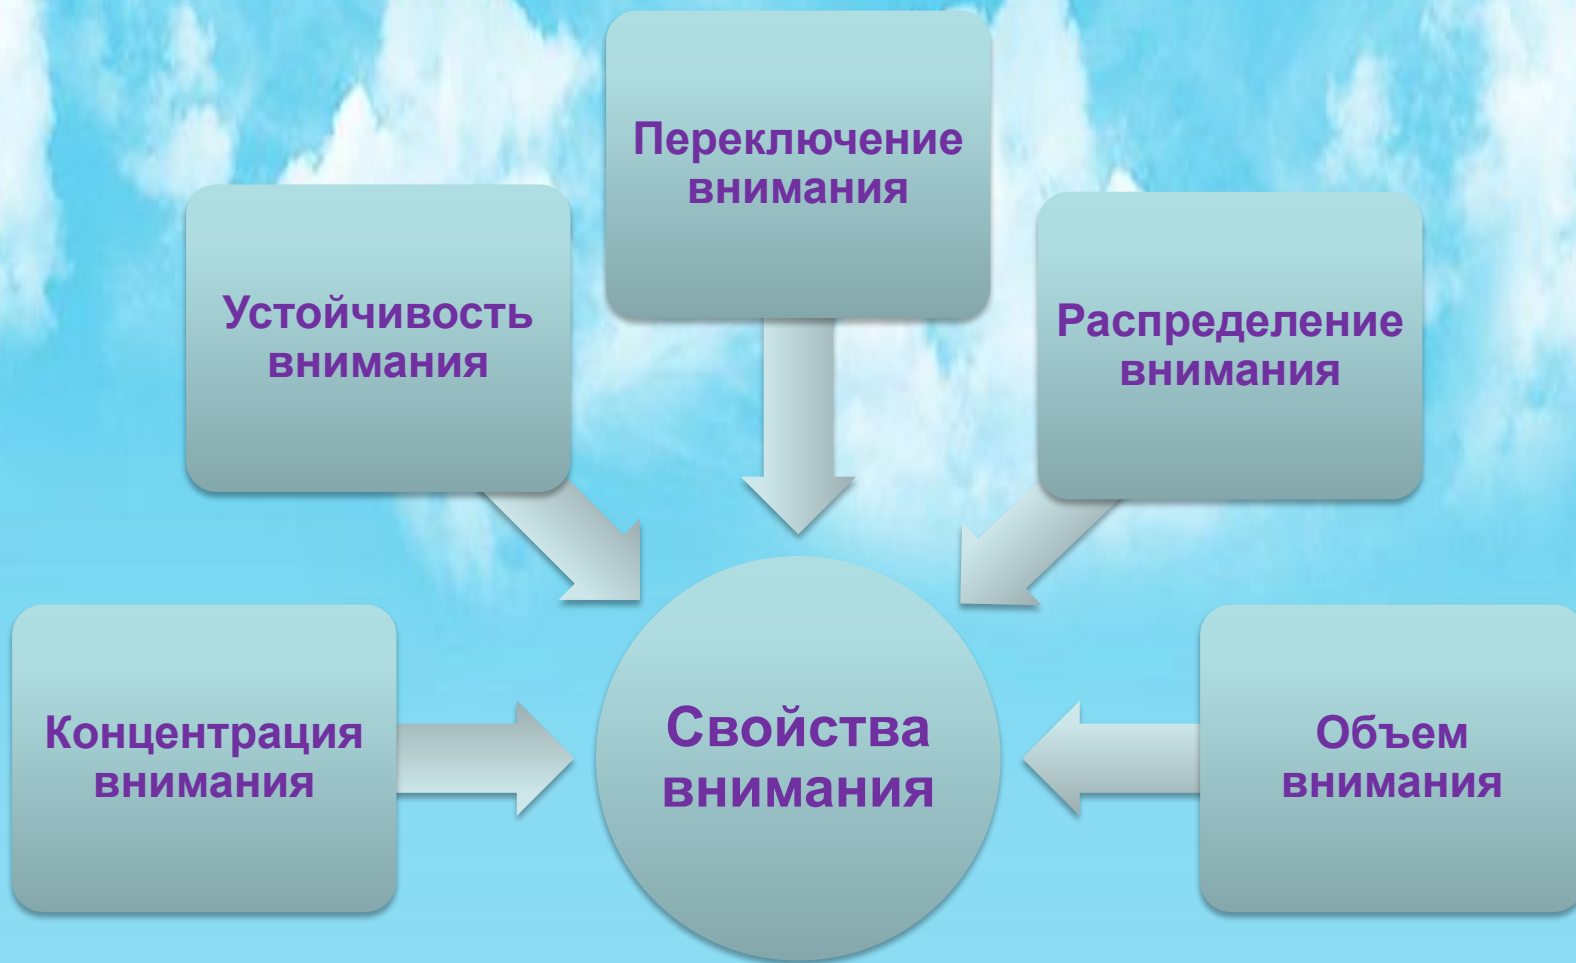 Переключение
внимания
Устойчивость
внимания
Распределение
внимания
Концентрация
внимания
Свойства
внимания
Объем
внимания